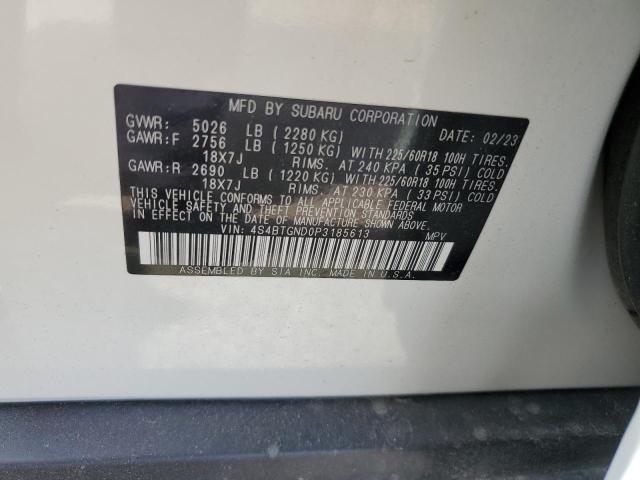 MFD BY SUBARU CORPORATION
GVWR: 5026 LB ( 2280 KG) DATE: 02/23
GAWR:F 2756 LB ( 1250 KG) WITH 225/60R18 100H TIRES,
18X7J RIMS, AT 240 KPA ( 35 PSI) COLD
GAWR:R 2690 LB ( 1220 KG) WITH 225/60R18 100H TIRES,
18X7J RIMS, AT 230 KPA ( 33 PSI) COLD
THIS VEHICLE CONFORMS TO ALL APPLICABLE FEDERAL MOTOR
VEHICLE SAFETY AND THEFT PREVENTION STANDARDS
IN EFFECT ON THE DATE OF MANUFACTURE SHOWN ABOVE.
VIN: 4S4BTGND0P3185613 MPV
ASSEMBLED BY SIA INC. MADE IN U.S.A.